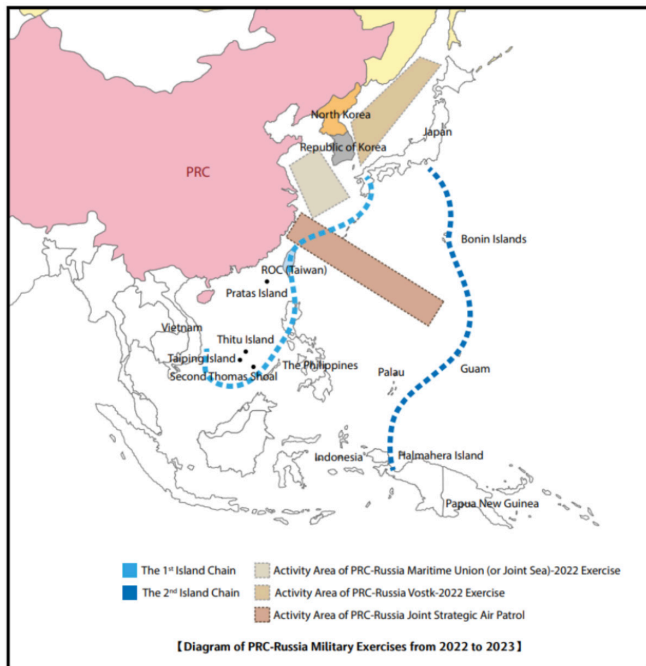 North Korea
Japan
Republic of Korea
PRC
Bonin Islands
ROC (Taiwan)
Pratas Island
Vietnam
Thitu Island
Taiping Island
The Philippines
Second Thomas Shoal
Palau
Guam
Indonesia
Halmahera Island
Papua New Guinea
The 1st Island Chain
Activity Area of PRC-Russia Maritime Union (or Joint Sea)-2022 Exercise
The 2nd Island Chain
Activity Area of PRC-Russia Vostk-2022 Exercise
Activity Area of PRC-Russia Joint Strategic Air Patrol
【Diagram of PRC-Russia Military Exercises from 2022 to 2023】